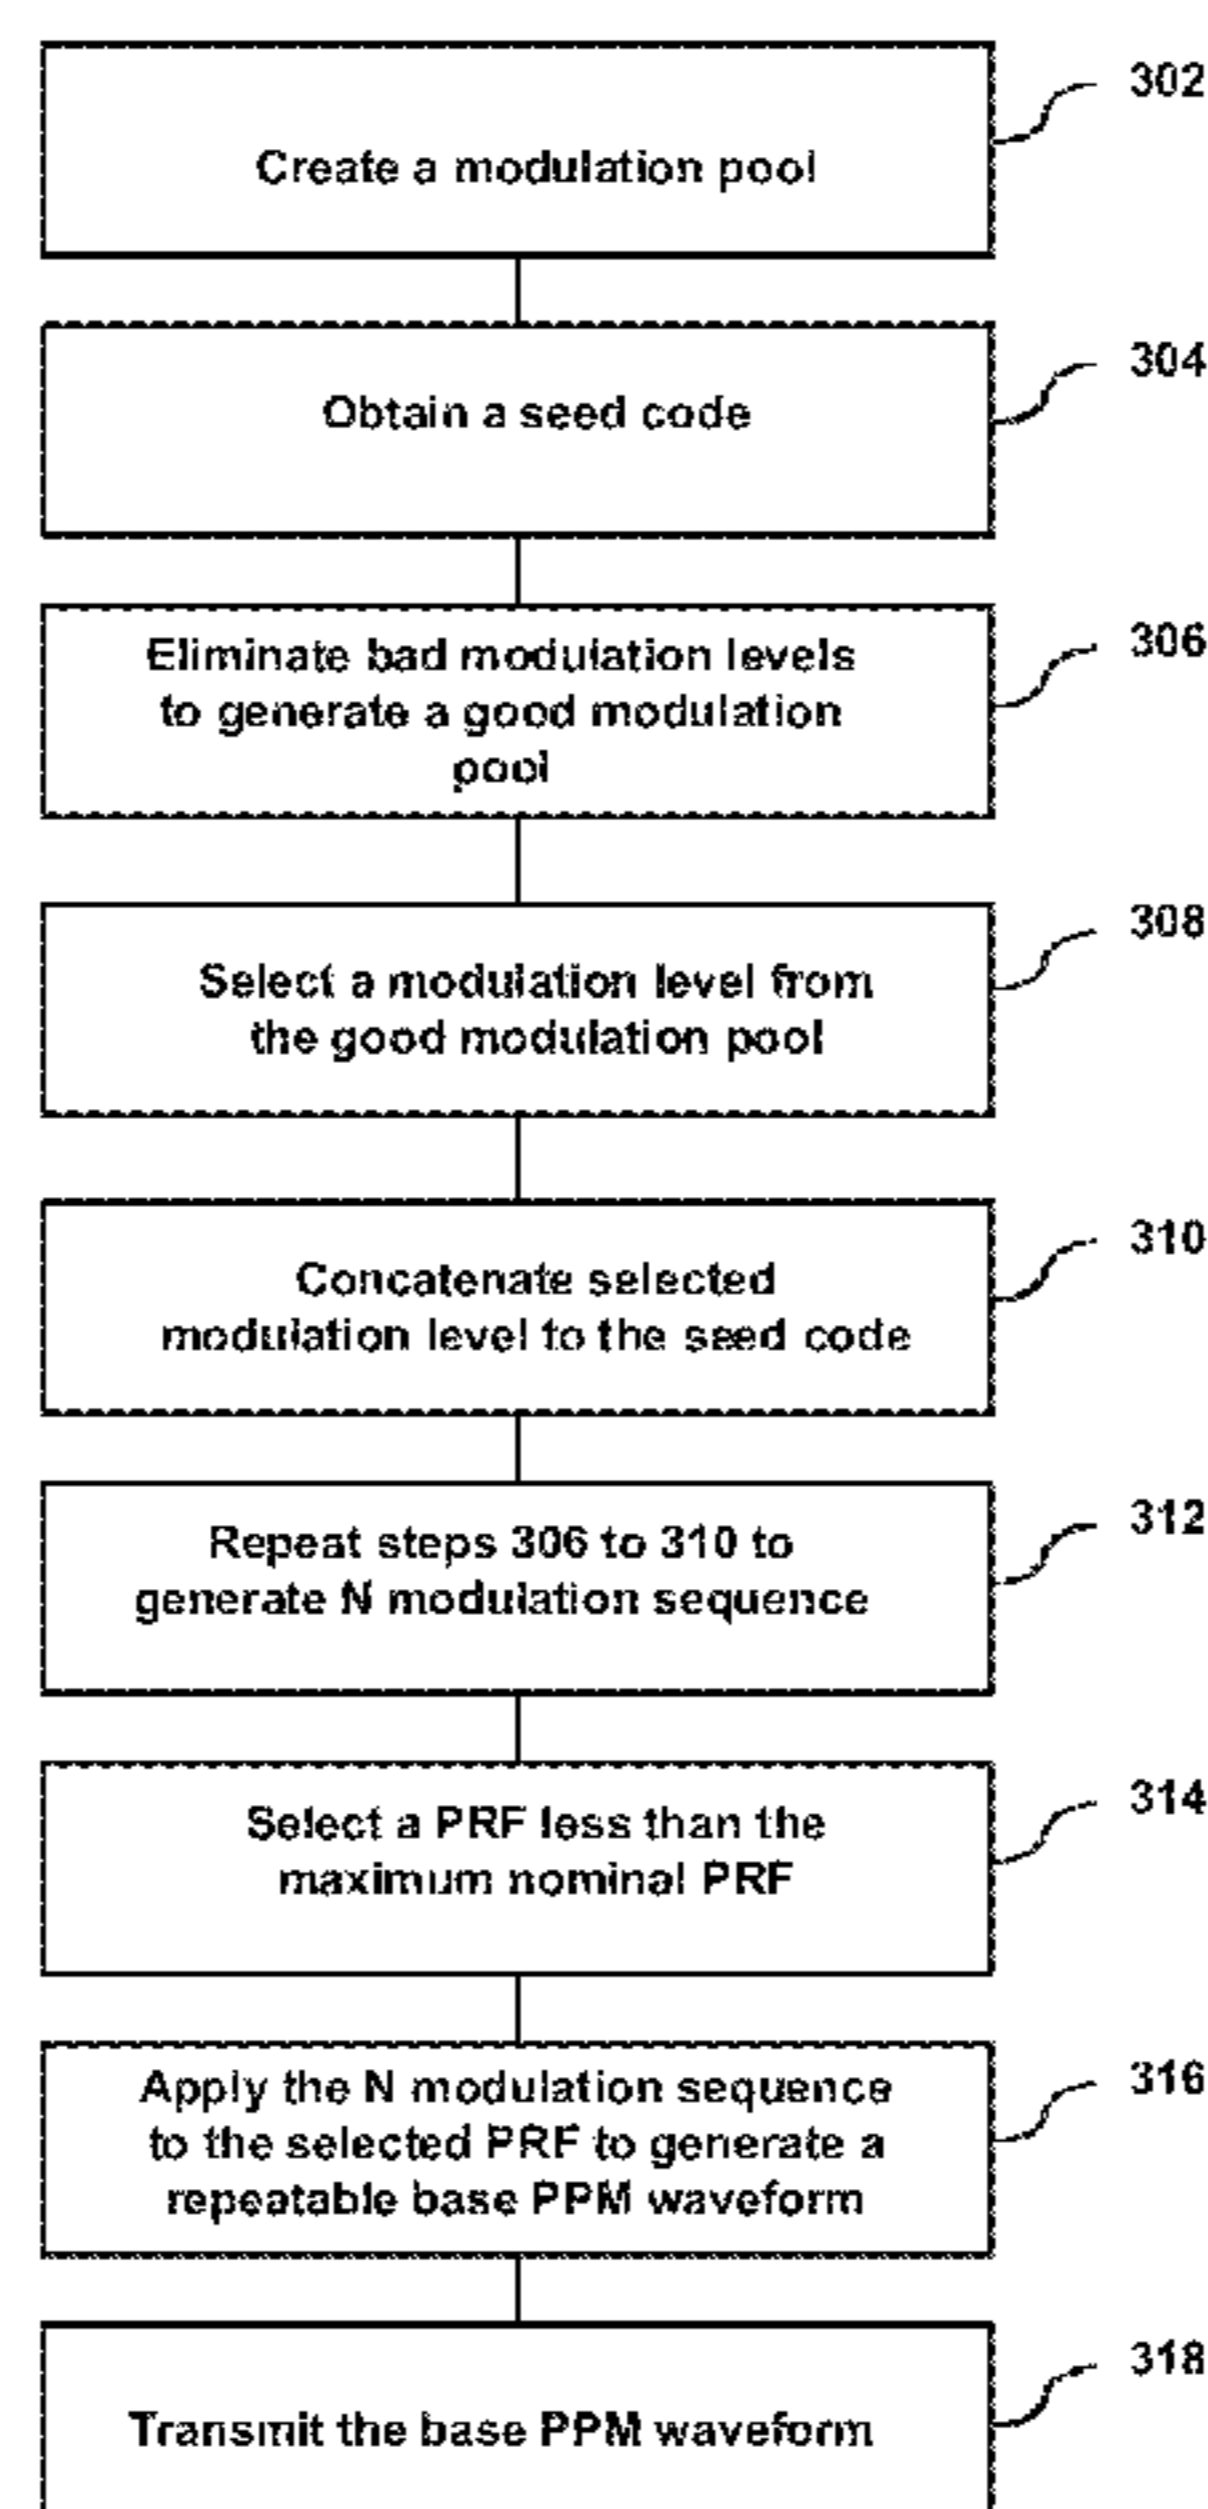 302
Create a modulation pool
304
Obtain a seed code
306
Eliminate bad modulation levels
to generate a good modulation
pool
308
Select a modulation level from
the good modulation pool
310
Concatenate selected
modulation level to the seed code
312
Repeat steps 306 to 310 to
generate N modulation sequence
314
Select a PRF less than the
maximum nominal PRF
316
Apply the N modulation sequence
to the selected PRF to generate a
repeatable base PPM waveform
318
Transmit the base PPM waveform